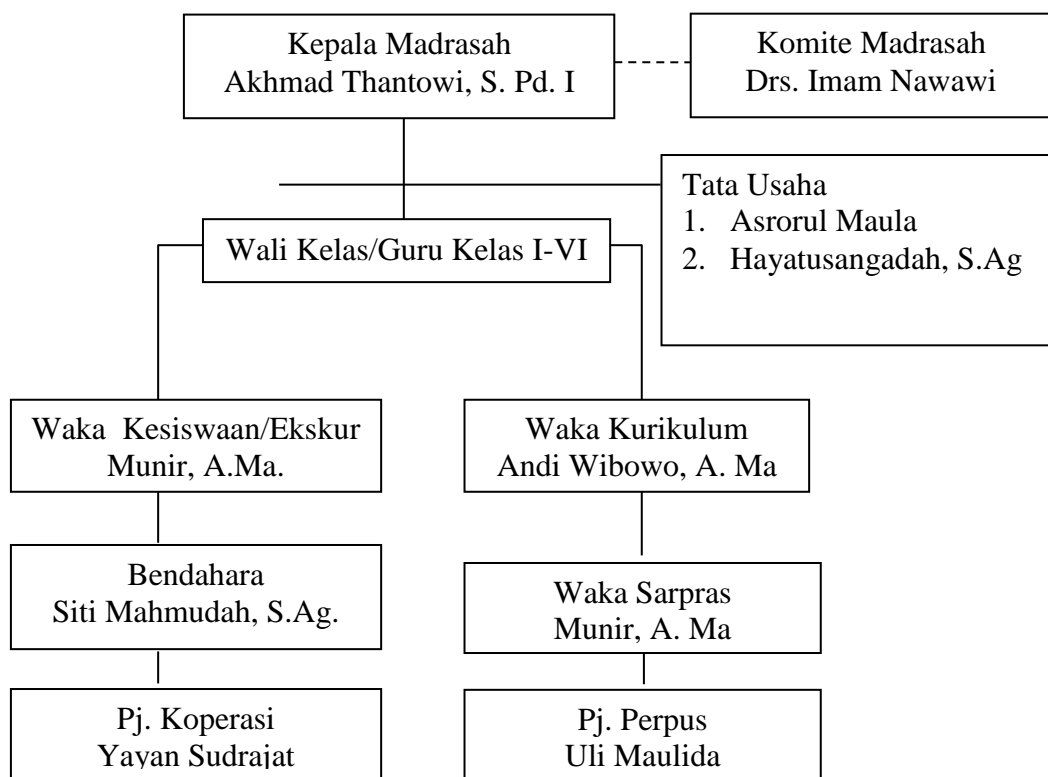 Kepala Madrasah
Akhmad Thantowi, S. Pd. I
Komite Madrasah
Drs. Imam Nawawi
Tata Usaha
1. Asrorul Maula
2. Hayatusangadah, S.Ag
Wali Kelas/Guru Kelas I-VI
Waka Kesiswaan/Ekskur
Munir, A.Ma.
Waka Kurikulum
Andi Wibowo, A. Ma
Bendahara
Siti Mahmudah, S.Ag.
Waka Sarpras
Munir, A. Ma
Pj. Koperasi
Yayan Sudrajat
Pj. Perpus
Uli Maulida